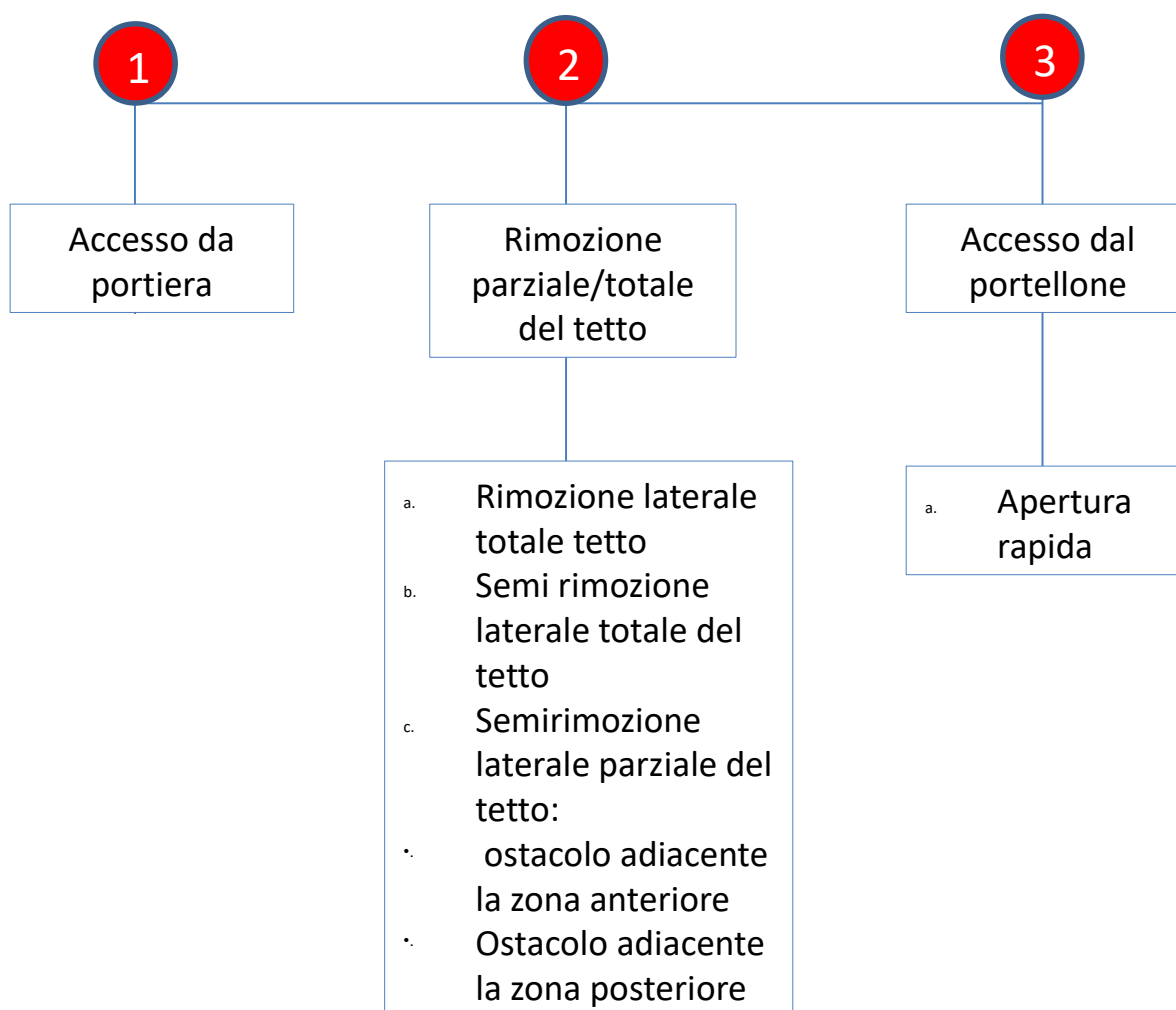 1
2
3
Accesso da
portiera
Rimozione
parziale/totale
del tetto
Accesso dal
portellone
a. Rimozione laterale
totale tetto
b. Semi rimozione
laterale totale del
tetto
c. Semirimozione
laterale parziale del
tetto:
•. ostacolo adiacente
la zona anteriore
•. Ostacolo adiacente
la zona posteriore
a. Apertura
rapida